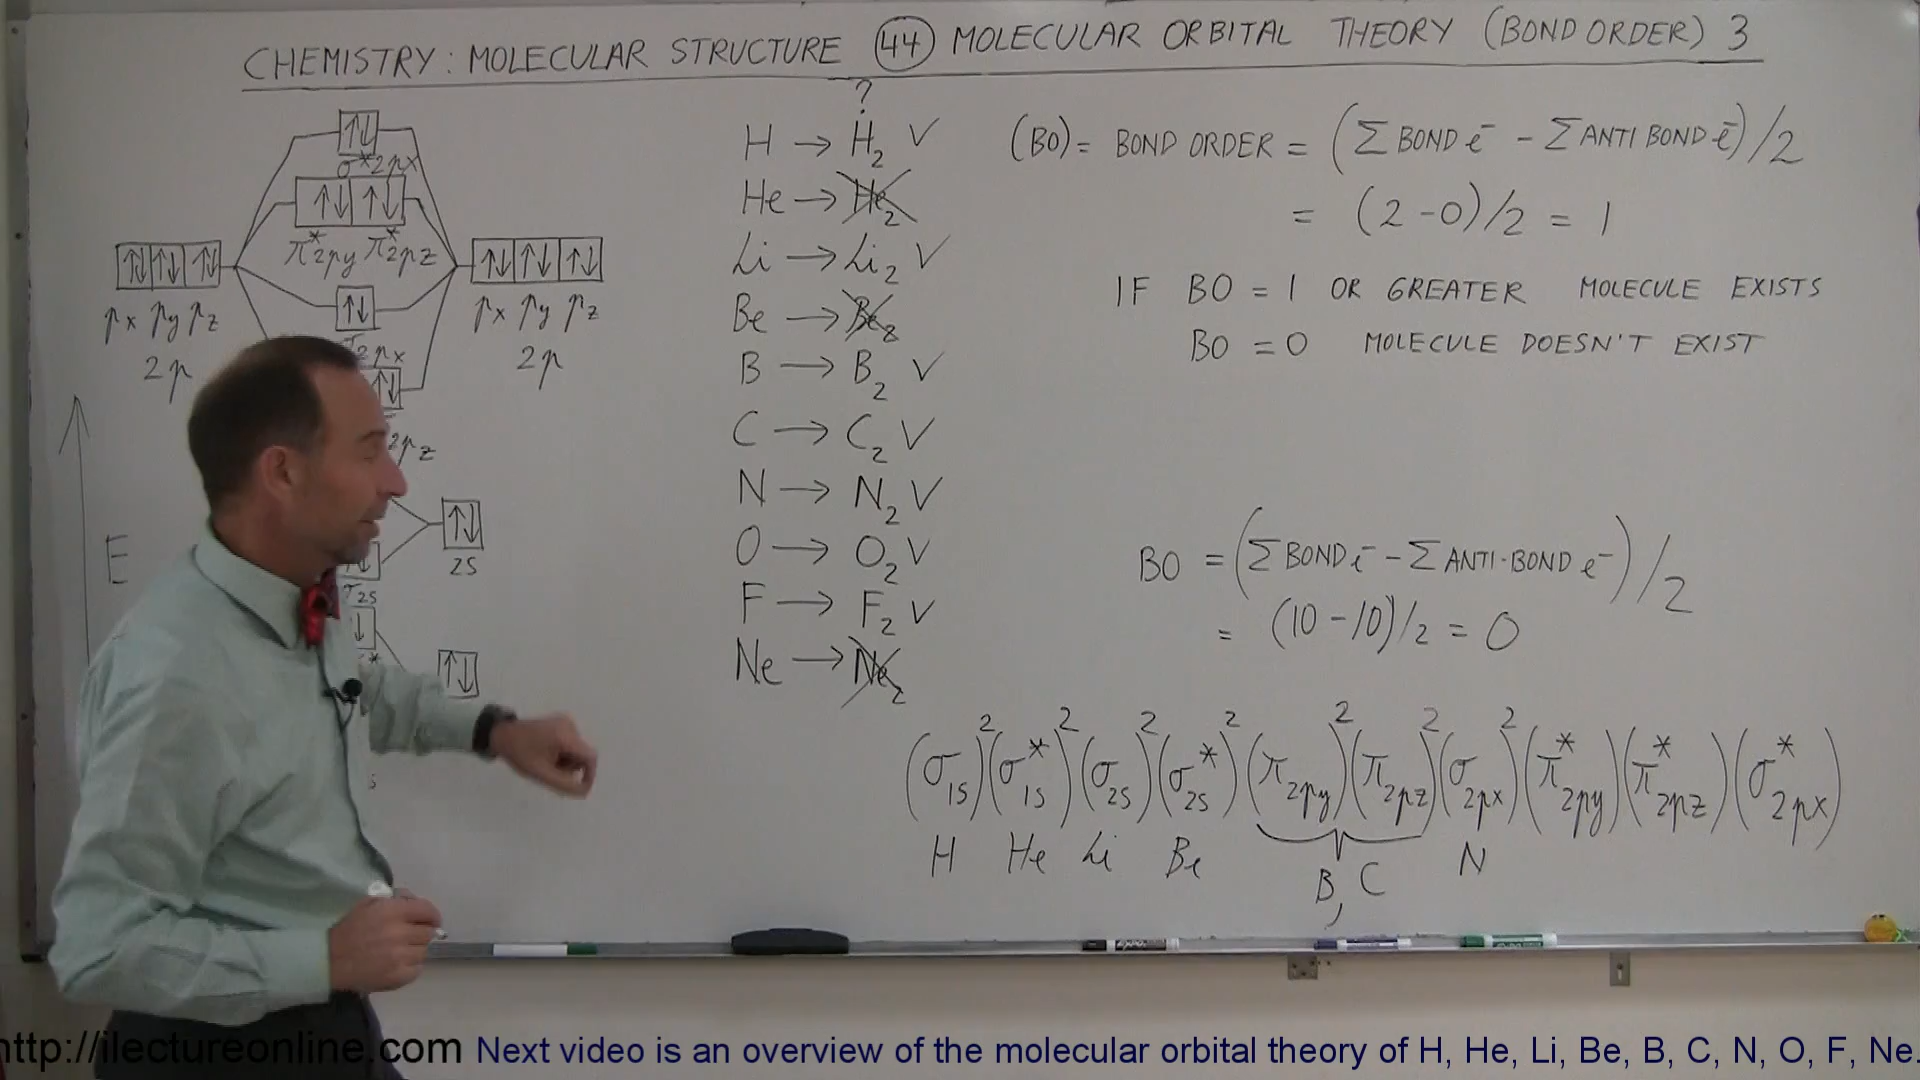 CHEMISTRY: MOLECULAR STRUCTURE 44 MOLECULAR ORBITAL THEORY (BOND ORDER) 3
σ*2px
π*2py π*2pz
px py pz
2p
px py pz
2p
2px
2pz
E
2S
2S
?
H → H2 V
He → He2
Li → Li2 V
Be → Be2
B → B2 V
C → C2 V
N → N2 V
O → O2 V
F → F2 V
Ne → Ne2
(BO) = BOND ORDER = (Σ BOND e⁻ - Σ ANTI BOND e⁻)/2
= (2 - 0)/2 = 1
IF BO = 1 OR GREATER MOLECULE EXISTS
BO = 0 MOLECULE DOESN'T EXIST
BO = (Σ BOND e⁻ - Σ ANTI-BOND e⁻)/2
= (10 - 10)/2 = 0
(σ1S)² (σ*1S)² (σ2S)² (σ*2S)² (π2py)² (π2pz)² (σ2px)² (π*2py) (π*2pz) (σ*2px)
H He Li Be B, C N
http://ilectureonline.com Next video is an overview of the molecular orbital theory of H, He, Li, Be, B, C, N, O, F, Ne.